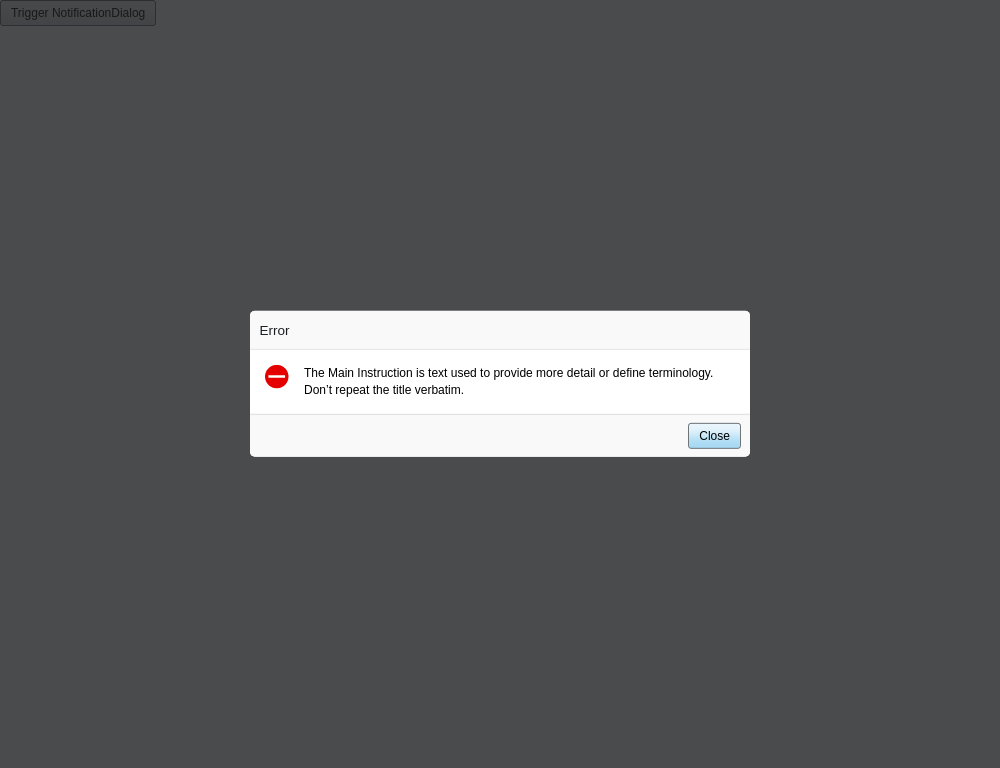 Trigger NotificationDialog
Error
The Main Instruction is text used to provide more detail or define terminology.
Don’t repeat the title verbatim.
Close